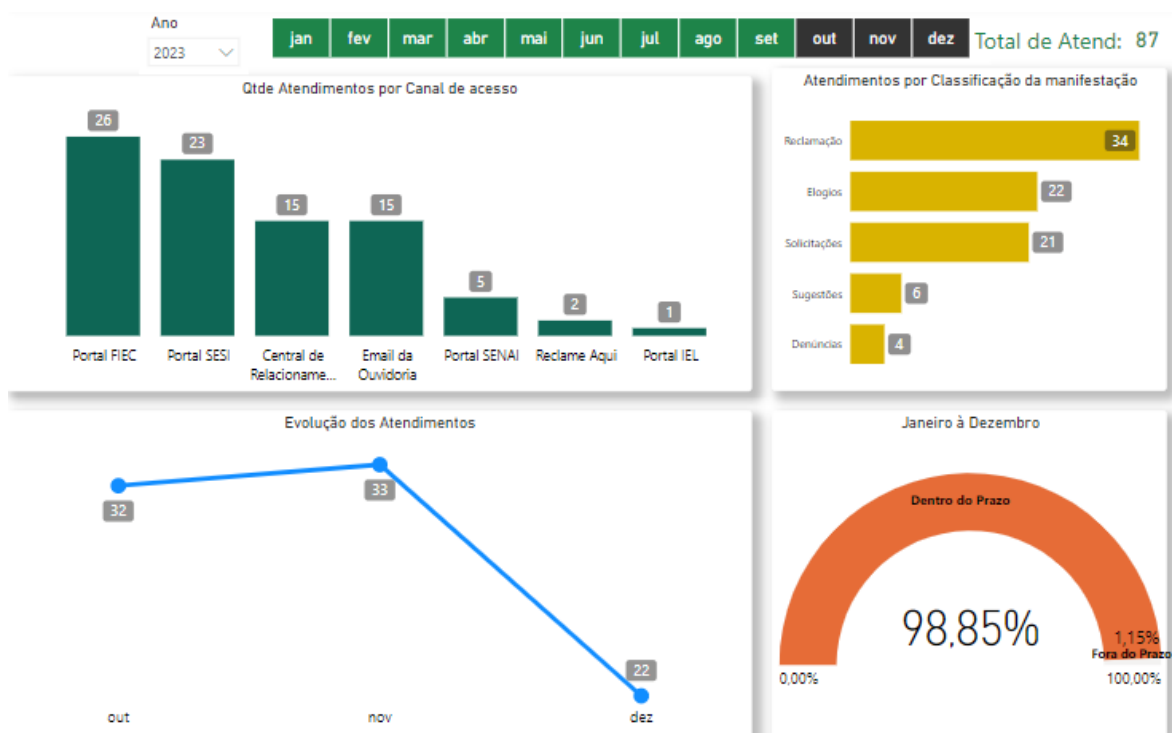 Ano
2023
jan fev mar abr mai jun jul ago set out nov dez
Total de Atend: 87
Qtde Atendimentos por Canal de acesso
26
23
15
15
5
2
1
Portal FIEC
Portal SESI
Central de
Relacioname...
Email da
Ouvidoria
Portal SENAI
Reclame Aqui
Portal IEL
Atendimentos por Classificação da manifestação
Reclamação 34
Elogios 22
Solicitações 21
Sugestões 6
Denúncias 4
Evolução dos Atendimentos
32
33
22
out nov dez
Janeiro à Dezembro
Dentro do Prazo
98,85%
1,15%
Fora do Prazo
0,00% 100,00%